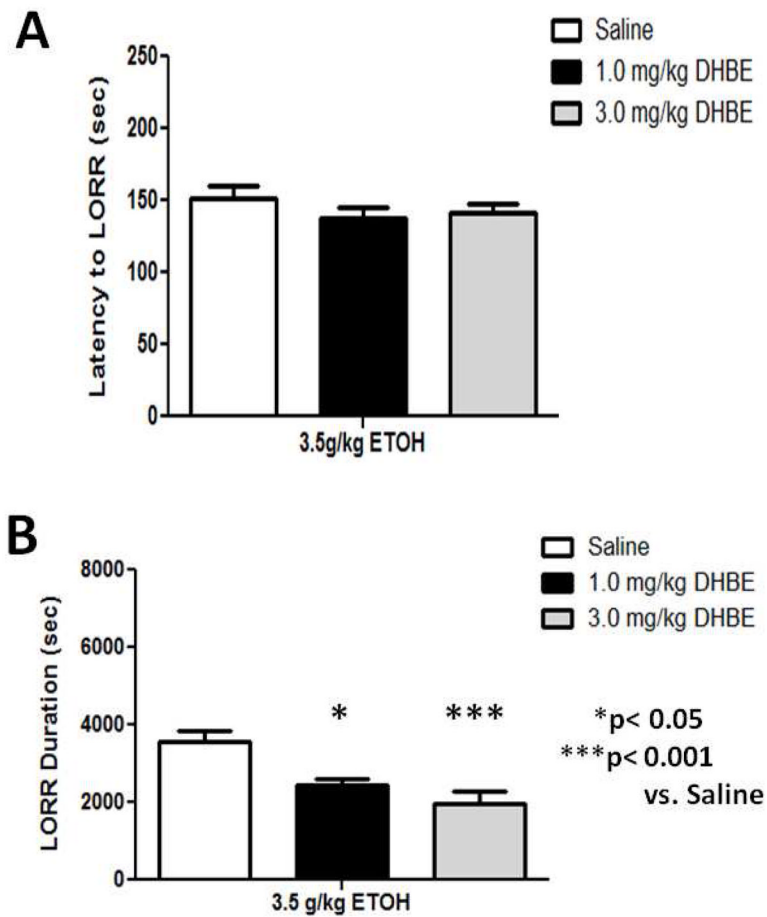 A
Saline
1.0 mg/kg DHBE
3.0 mg/kg DHBE
Latency to LORR (sec)
250
200
150
100
50
0
3.5g/kg ETOH
B
Saline
1.0 mg/kg DHBE
3.0 mg/kg DHBE
LORR Duration (sec)
8000
6000
4000
2000
0
* ***
*p< 0.05
***p< 0.001
vs. Saline
3.5 g/kg ETOH